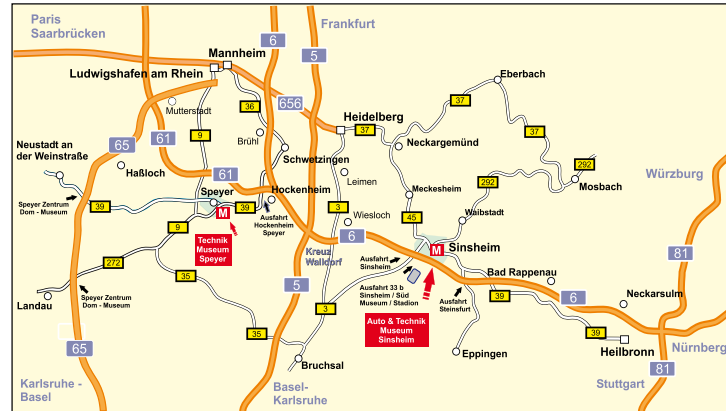 Paris
Saarbrücken
Frankfurt
6
5
65
Mannheim
Ludwigshafen am Rhein
656
Eberbach
Mutterstadt
36
37
9
Brühl
Heidelberg
37
37
Neustadt an
der Weinstraße
65
61
Neckargemünd
Haßloch
Schwetzingen
292
61
Leimen
Würzburg
Speyer
Hockenheim
Meckesheim
292
Mosbach
Speyer Zentrum
Dom - Museum
39
M
39
Ausfahrt
Hockenheim
Speyer
3
Wiesloch
45
Waibstadt
9
Technik
Museum
Speyer
Kreuz
Walldorf
6
M
Sinsheim
81
272
35
Ausfahrt
Sinsheim
5
Ausfahrt 33 b
Sinsheim / Süd
Museum / Stadion
Bad Rappenau
Landau
Speyer Zentrum
Dom - Museum
3
Ausfahrt
Steinsfurt
39
6
Neckarsulm
35
Auto & Technik
Museum
Sinsheim
39
65
Bruchsal
Eppingen
Heilbronn
Nürnberg
81
Karlsruhe -
Basel
Basel-
Karlsruhe
Stuttgart